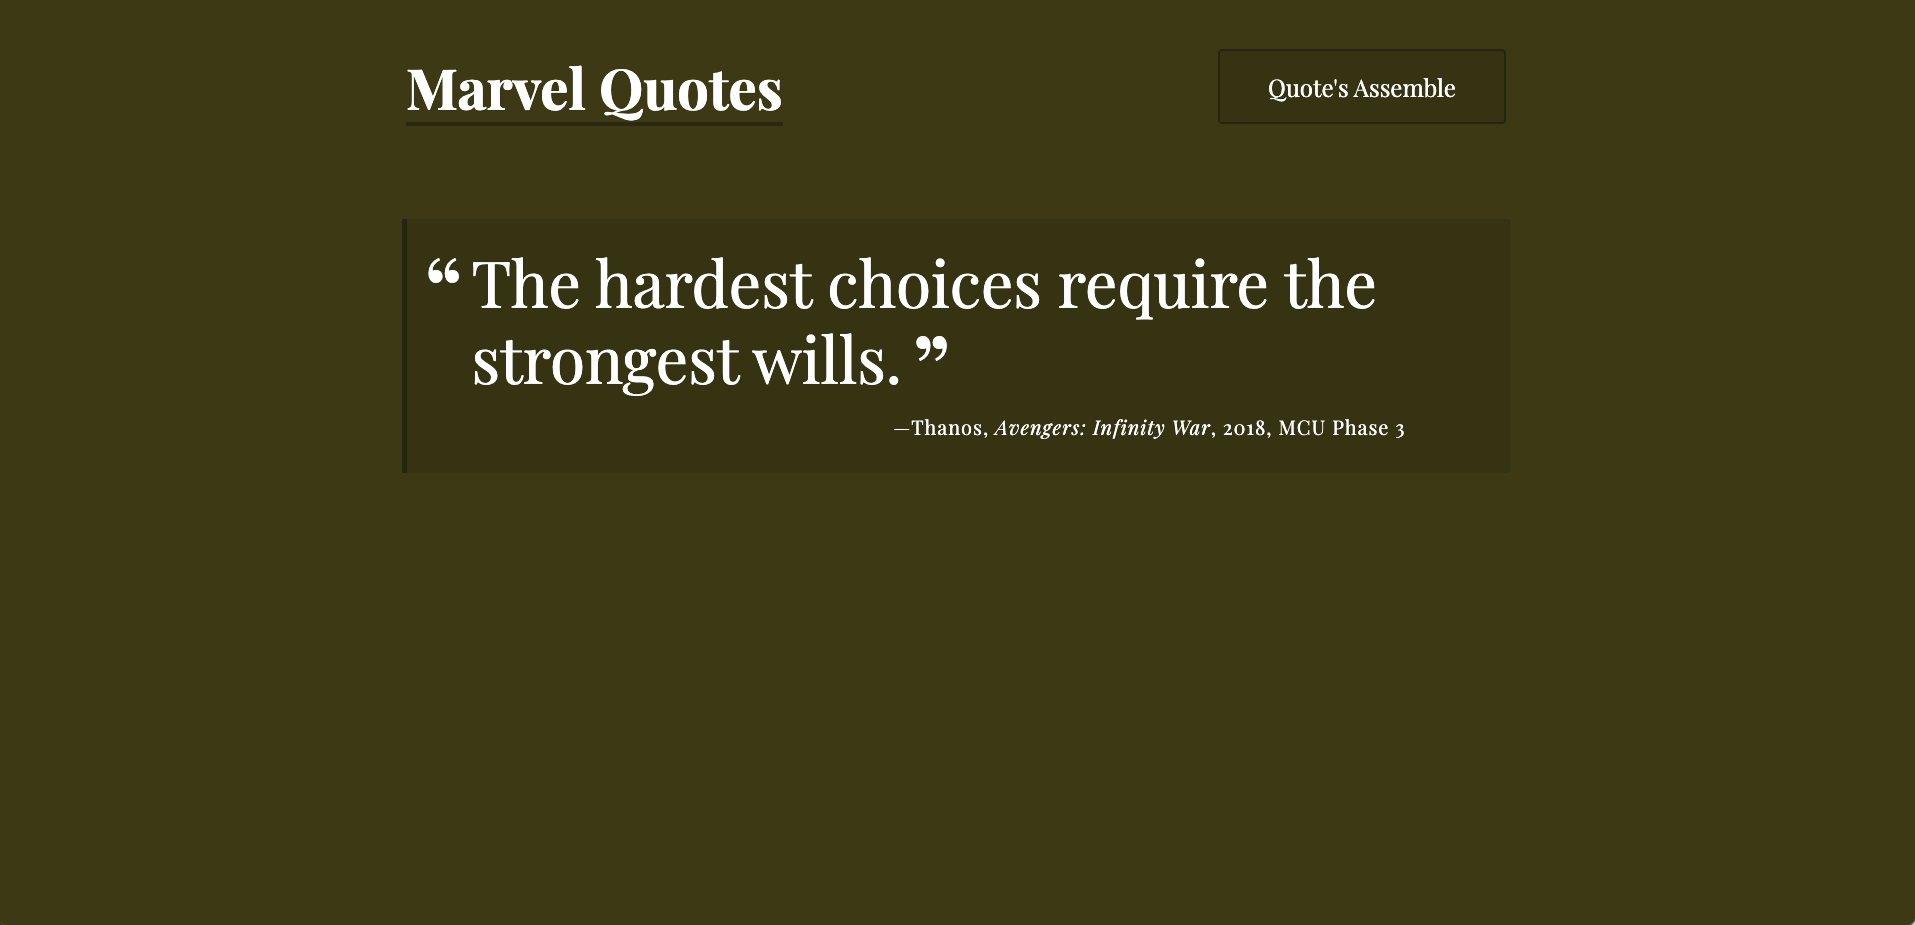 Marvel Quotes
Quote's Assemble
“ The hardest choices require the
strongest wills. ”
—Thanos, Avengers: Infinity War, 2018, MCU Phase 3